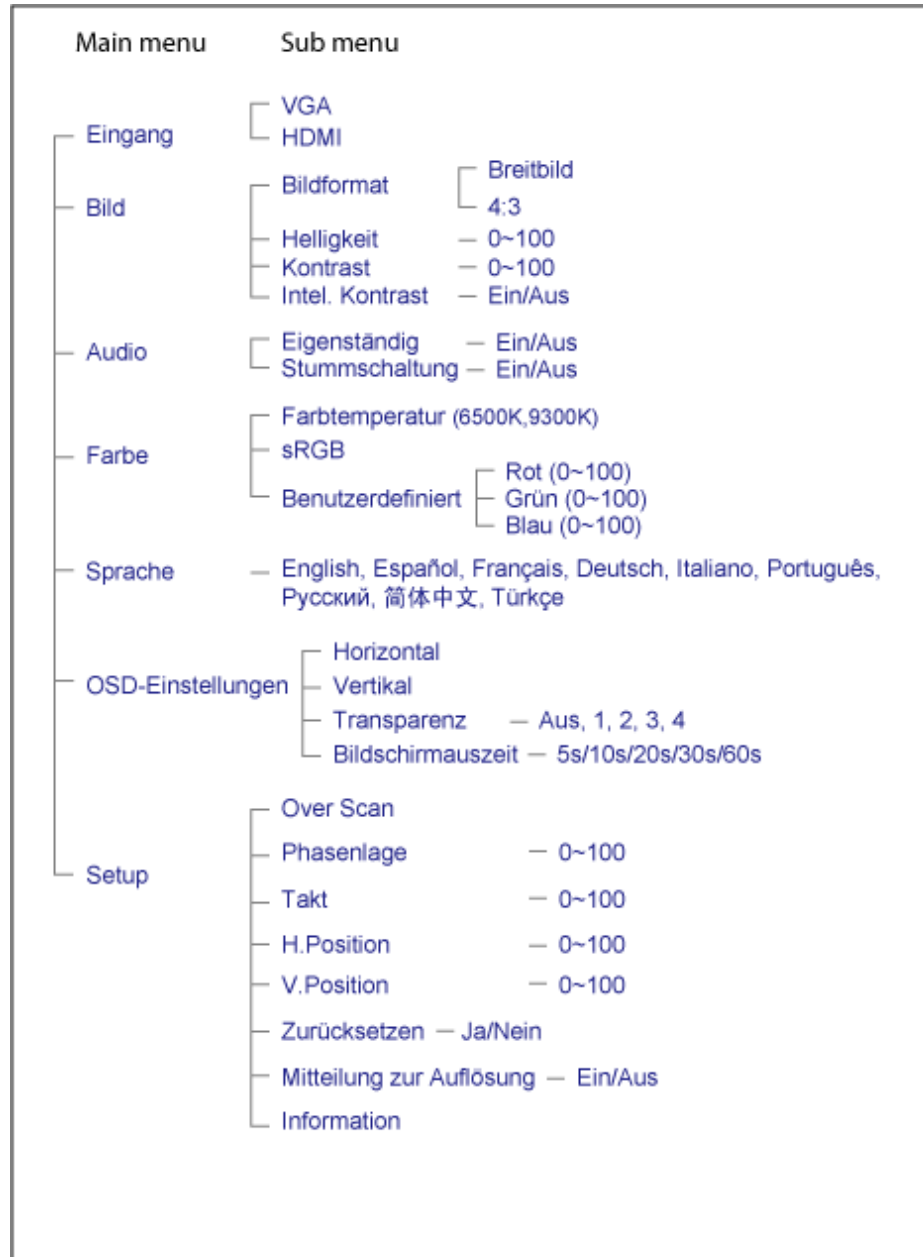 Main menu Sub menu
VGA
Eingang
HDMI
Breitbild
Bildformat
Bild
4:3
Helligkeit — 0~100
Kontrast — 0~100
Intel. Kontrast — Ein/Aus
Eigenständig — Ein/Aus
Audio
Stummschaltung — Ein/Aus
Farbtemperatur (6500K,9300K)
sRGB
Farbe
Rot (0~100)
Benutzerdefiniert
Grün (0~100)
Blau (0~100)
Sprache — English, Español, Français, Deutsch, Italiano, Português,
Русский, 简体中文, Türkçe
Horizontal
OSD-Einstellungen
Vertikal
Transparenz — Aus, 1, 2, 3, 4
Bildschirmauszeit — 5s/10s/20s/30s/60s
Over Scan
Phasenlage — 0~100
Setup
Takt — 0~100
H.Position — 0~100
V.Position — 0~100
Zurücksetzen — Ja/Nein
Mitteilung zur Auflösung — Ein/Aus
Information